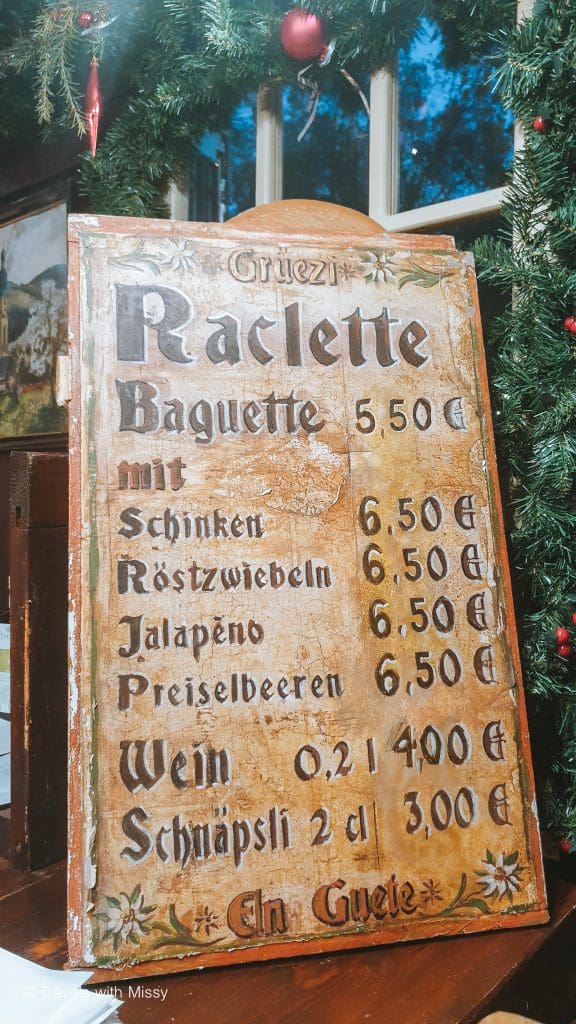 Grüezi
Raclette
Baguette 5,50 €
mit
Schinken 6,50 €
Röstzwiebeln 6,50 €
Jalapēno 6,50 €
Preiselbeeren 6,50 €
Wein 0,2 l 4,00 €
Schnäpsli 2 cl 3,00 €
En Guete
© Travels with Missy